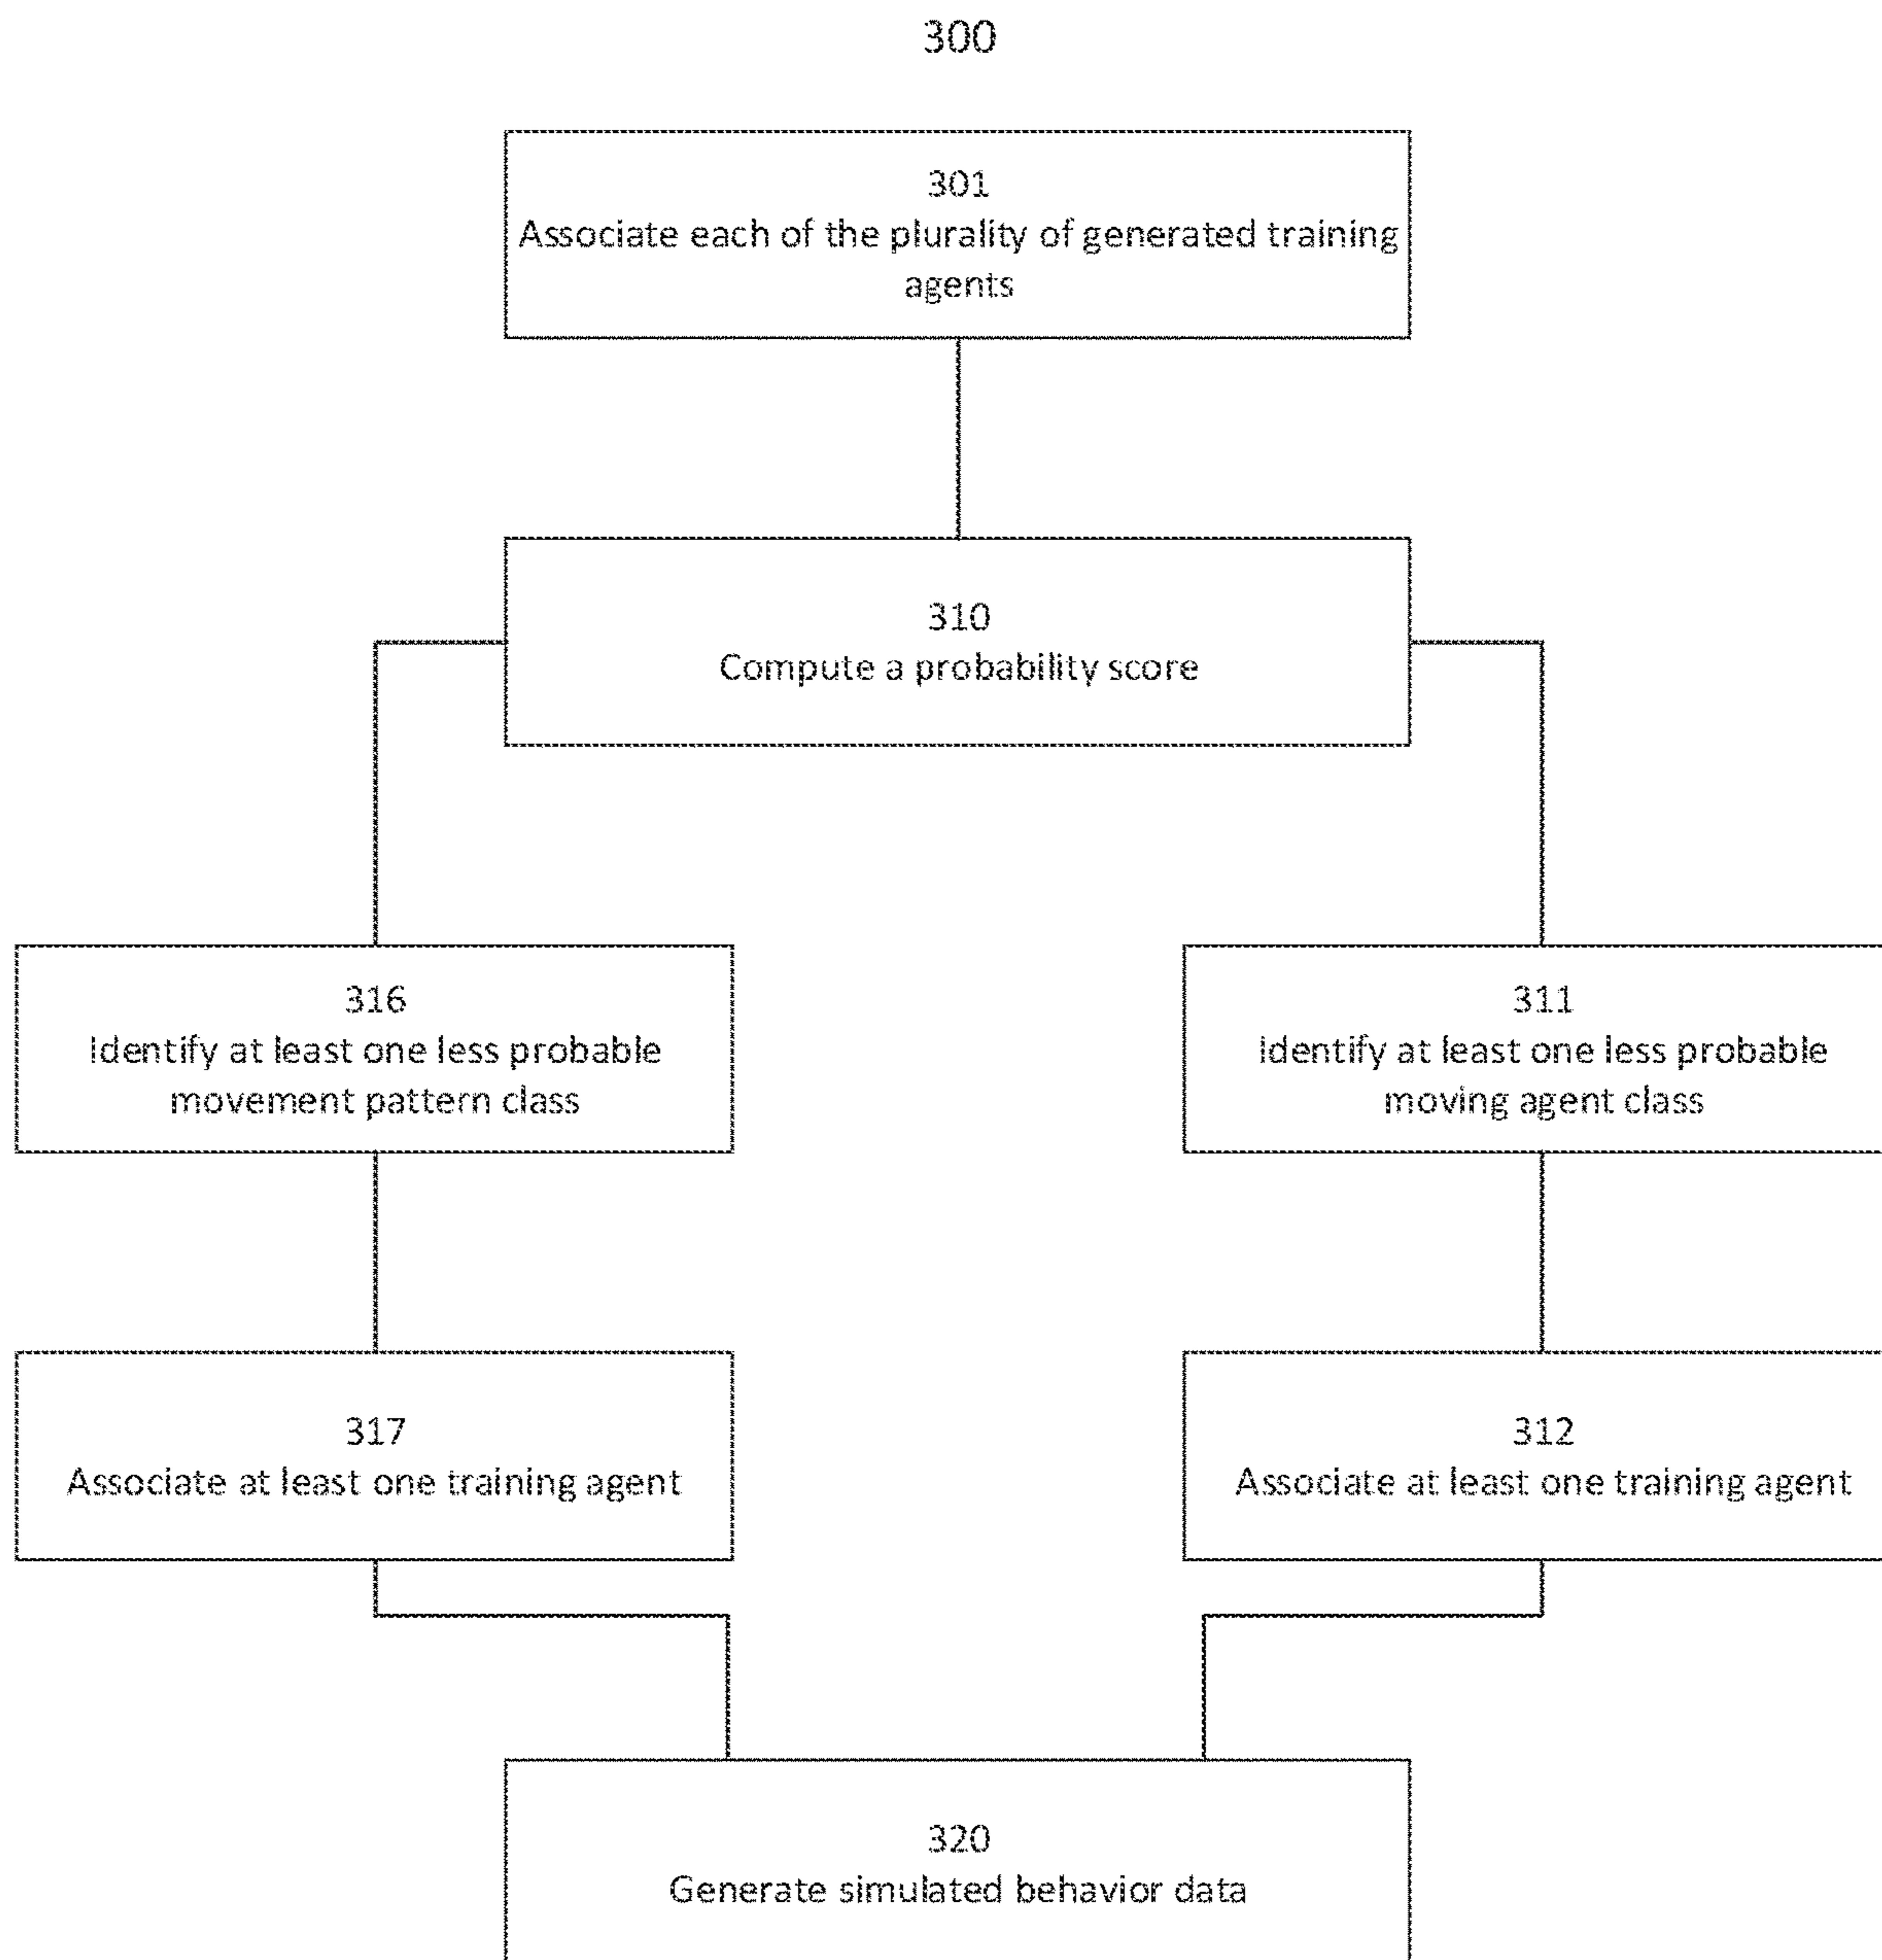 300
301
Associate each of the plurality of generated training
agents
310
Compute a probability score
316
Identify at least one less probable
movement pattern class
311
Identify at least one less probable
moving agent class
317
Associate at least one training agent
312
Associate at least one training agent
320
Generate simulated behavior data